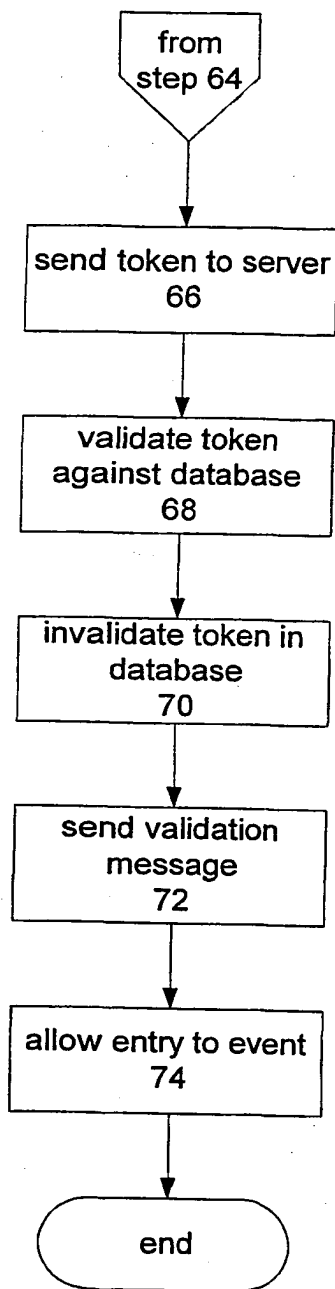 from
step 64
send token to server
66
validate token
against database
68
invalidate token in
database
70
send validation
message
72
allow entry to event
74
end